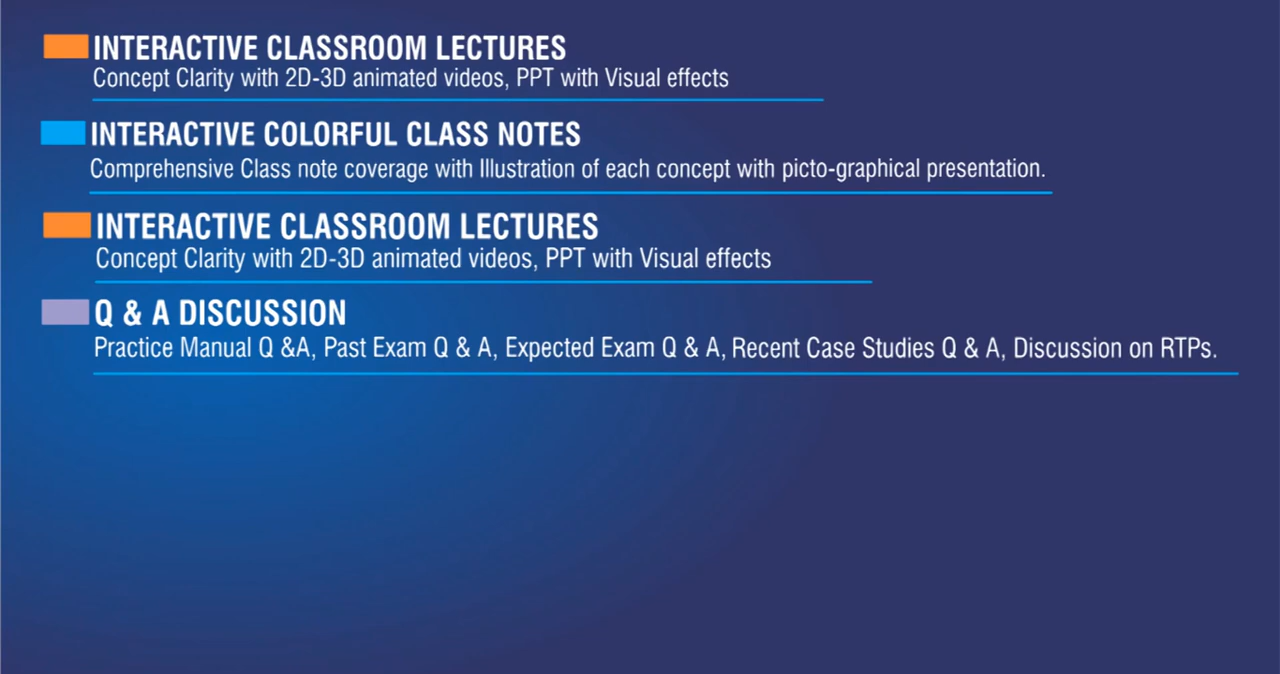 INTERACTIVE CLASSROOM LECTURES
Concept Clarity with 2D-3D animated videos, PPT with Visual effects
INTERACTIVE COLORFUL CLASS NOTES
Comprehensive Class note coverage with Illustration of each concept with picto-graphical presentation.
INTERACTIVE CLASSROOM LECTURES
Concept Clarity with 2D-3D animated videos, PPT with Visual effects
Q & A DISCUSSION
Practice Manual Q &A, Past Exam Q & A, Expected Exam Q & A, Recent Case Studies Q & A, Discussion on RTPs.